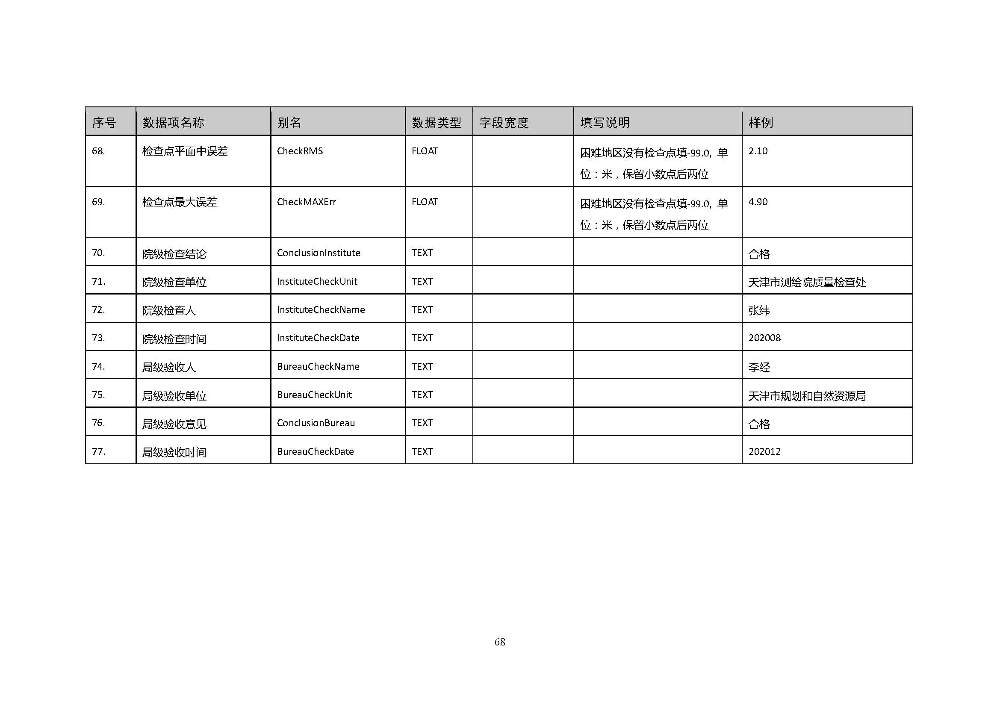 序号 数据项名称 别名 数据类型 字段宽度 填写说明 样例
68. 检查点平面中误差 CheckRMS FLOAT 困难地区没有检查点填-99.0, 单 2.10
位：米，保留小数点后两位
69. 检查点最大误差 CheckMAXErr FLOAT 困难地区没有检查点填-99.0, 单 4.90
位：米，保留小数点后两位
70. 院级检查结论 ConclusionInstitute TEXT 合格
71. 院级检查单位 InstituteCheckUnit TEXT 天津市测绘院质量检查处
72. 院级检查人 InstituteCheckName TEXT 张纬
73. 院级检查时间 InstituteCheckDate TEXT 202008
74. 局级验收人 BureauCheckName TEXT 李经
75. 局级验收单位 BureauCheckUnit TEXT 天津市规划和自然资源局
76. 局级验收意见 ConclusionBureau TEXT 合格
77. 局级验收时间 BureauCheckDate TEXT 202012
68